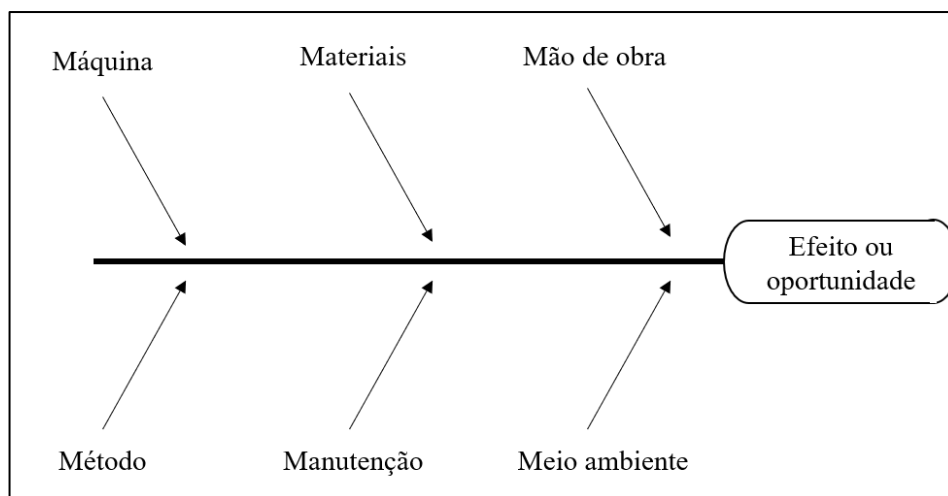 Máquina
Materiais
Mão de obra
Efeito ou
oportunidade
Método
Manutenção
Meio ambiente